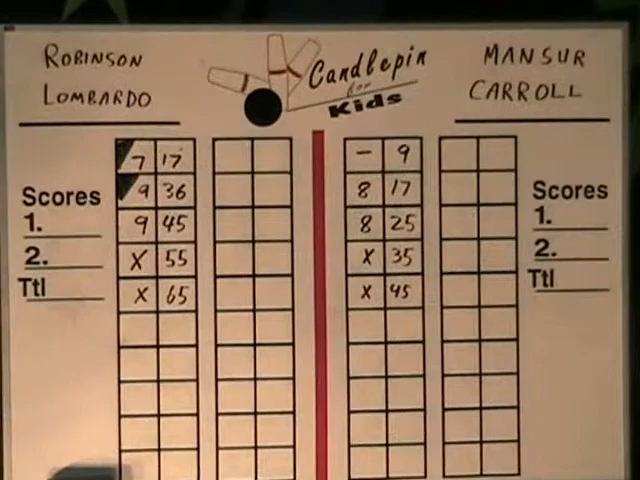 ROBINSON
LOMBARDO
Candlepin
for
Kids
MANSUR
CARROLL
Scores
1.
2.
Ttl
7 17
9 36
9 45
X 55
X 65
- 9
8 17
8 25
X 35
X 45
Scores
1.
2.
Ttl